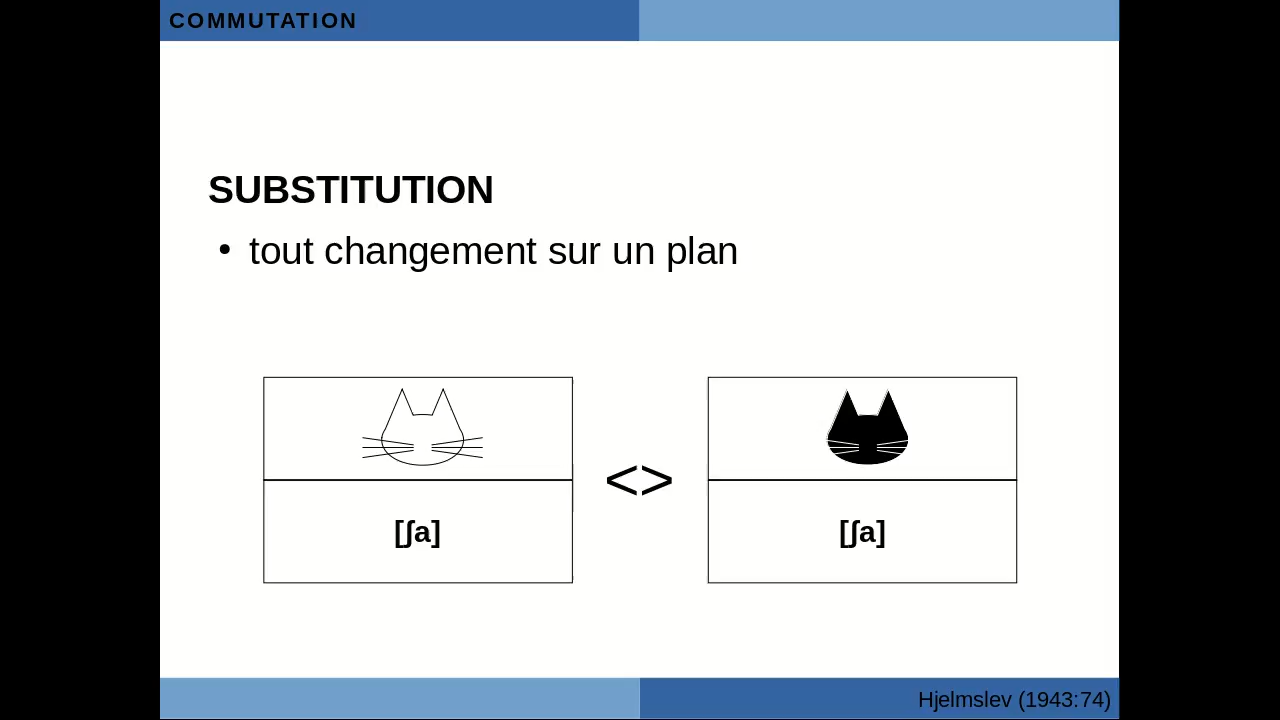 COMMUTATION
SUBSTITUTION
• tout changement sur un plan
<>
[ʃa] [ʃa]
Hjelmslev (1943:74)